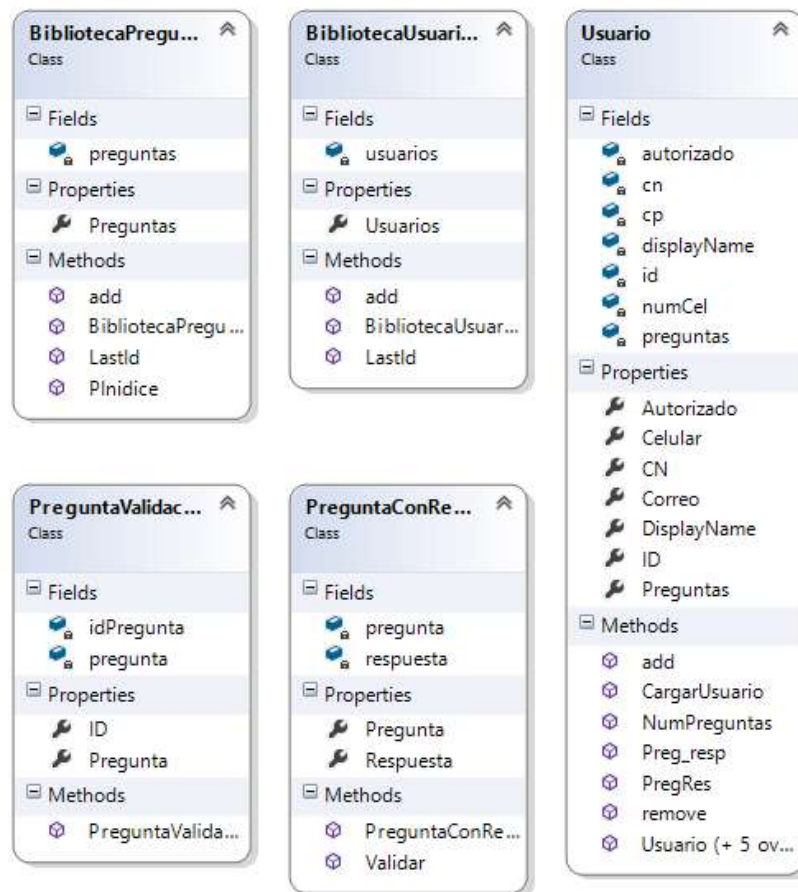 BibliotecaPregu...
Class
Fields
preguntas
Properties
Preguntas
Methods
add
BibliotecaPregu...
LastId
PInidice
BibliotecaUsuari...
Class
Fields
usuarios
Properties
Usuarios
Methods
add
BibliotecaUsuar...
LastId
Usuario
Class
Fields
autorizado
cn
cp
displayName
id
numCel
preguntas
Properties
Autorizado
Celular
CN
Correo
DisplayName
ID
Preguntas
Methods
add
CargarUsuario
NumPreguntas
Preg_resp
PregRes
remove
Usuario (+ 5 ov...
PreguntaValidac...
Class
Fields
idPregunta
pregunta
Properties
ID
Pregunta
Methods
PreguntaValida...
PreguntaConRe...
Class
Fields
pregunta
respuesta
Properties
Pregunta
Respuesta
Methods
PreguntaConRe...
Validar